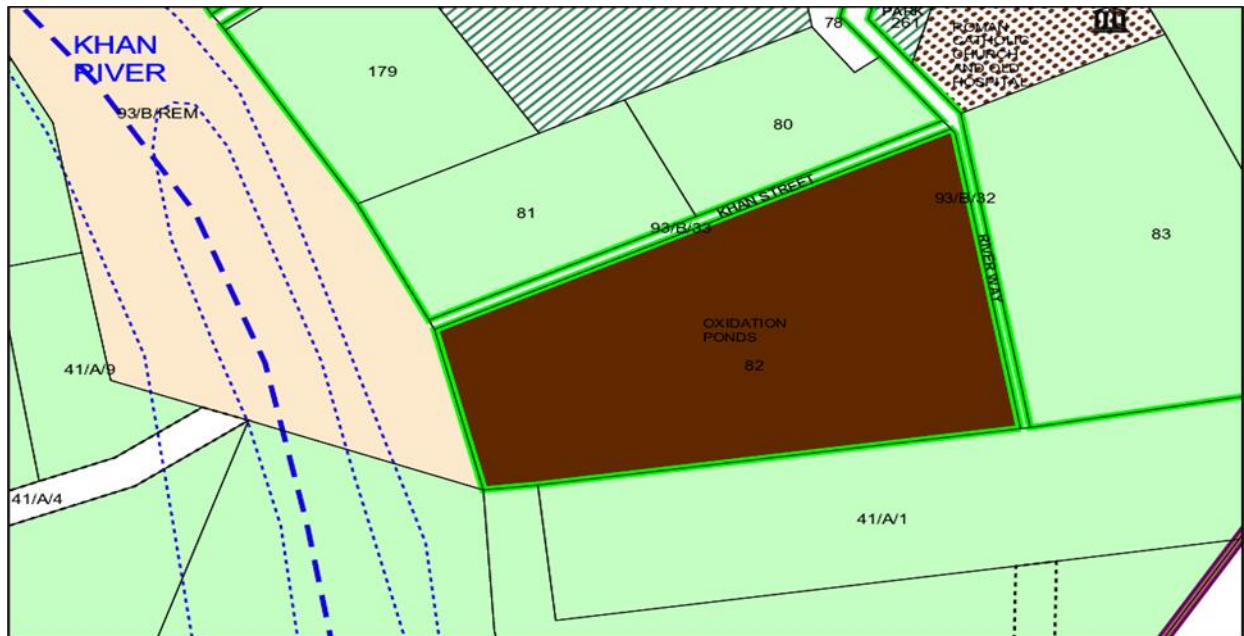 KHAN
RIVER
93/B/REM
179
78
PARK
261
ROMAN
CATHOLIC
CHURCH
AND OLD
HOSPITAL
80
81
KHAN STREET
93/B/33
93/B/32
RIVER WAY
83
OXIDATION
PONDS
82
41/A/9
41/A/4
41/A/1